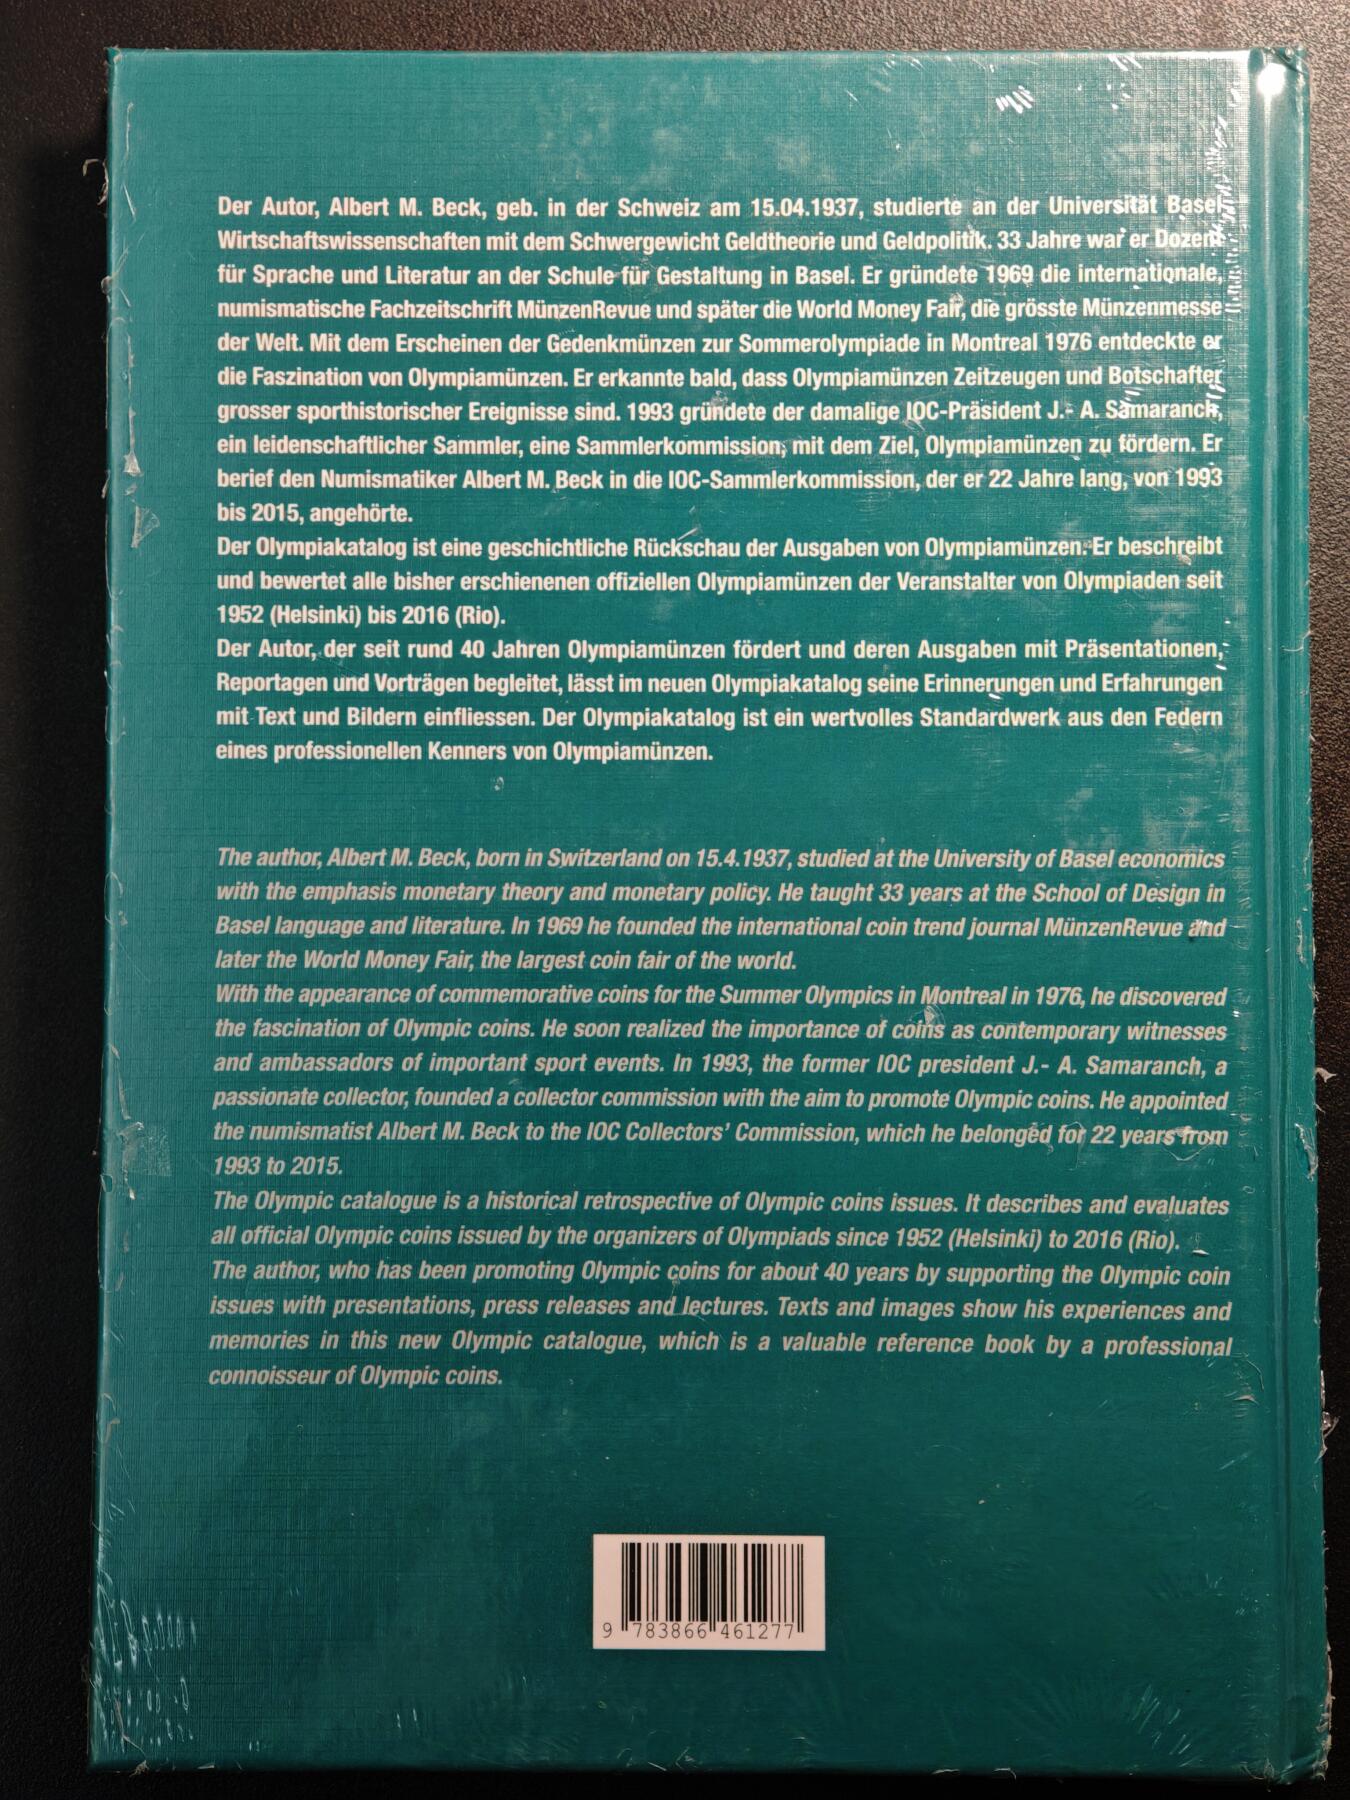 Der Autor, Albert M. Beck, geb. in der Schweiz am 15.04.1937, studierte an der Universität Basel
Wirtschaftswissenschaften mit dem Schwergewicht Geldtheorie und Geldpolitik. 33 Jahre war er Dozent
für Sprache und Literatur an der Schule für Gestaltung in Basel. Er gründete 1969 die internationale,
numismatische Fachzeitschrift MünzenRevue und später die World Money Fair, die grösste Münzenmesse
der Welt. Mit dem Erscheinen der Gedenkmünzen zur Sommerolympiade in Montreal 1976 entdeckte er
die Faszination von Olympiamünzen. Er erkannte bald, dass Olympiamünzen Zeitzeugen und Botschafter
grosser sporthistorischer Ereignisse sind. 1993 gründete der damalige IOC-Präsident J.- A. Samaranch,
ein leidenschaftlicher Sammler, eine Sammlerkommission, mit dem Ziel, Olympiamünzen zu fördern. Er
berief den Numismatiker Albert M. Beck in die IOC-Sammlerkommission, der er 22 Jahre lang, von 1993
bis 2015, angehörte.
Der Olympiakatalog ist eine geschichtliche Rückschau der Ausgaben von Olympiamünzen. Er beschreibt
und bewertet alle bisher erschienenen offiziellen Olympiamünzen der Veranstalter von Olympiaden seit
1952 (Helsinki) bis 2016 (Rio).
Der Autor, der seit rund 40 Jahren Olympiamünzen fördert und deren Ausgaben mit Präsentationen,
Reportagen und Vorträgen begleitet, lässt im neuen Olympiakatalog seine Erinnerungen und Erfahrungen
mit Text und Bildern einfliessen. Der Olympiakatalog ist ein wertvolles Standardwerk aus den Federn
eines professionellen Kenners von Olympiamünzen.
The author, Albert M. Beck, born in Switzerland on 15.4.1937, studied at the University of Basel economics
with the emphasis monetary theory and monetary policy. He taught 33 years at the School of Design in
Basel language and literature. In 1969 he founded the international coin trend journal MünzenRevue and
later the World Money Fair, the largest coin fair of the world.
With the appearance of commemorative coins for the Summer Olympics in Montreal in 1976, he discovered
the fascination of Olympic coins. He soon realized the importance of coins as contemporary witnesses
and ambassadors of important sport events. In 1993, the former IOC president J.- A. Samaranch, a
passionate collector, founded a collector commission with the aim to promote Olympic coins. He appointed
the numismatist Albert M. Beck to the IOC Collectors' Commission, which he belonged for 22 years from
1993 to 2015.
The Olympic catalogue is a historical retrospective of Olympic coins issues. It describes and evaluates
all official Olympic coins issued by the organizers of Olympiads since 1952 (Helsinki) to 2016 (Rio).
The author, who has been promoting Olympic coins for about 40 years by supporting the Olympic coin
issues with presentations, press releases and lectures. Texts and images show his experiences and
memories in this new Olympic catalogue, which is a valuable reference book by a professional
connoisseur of Olympic coins.
9 783866 461277